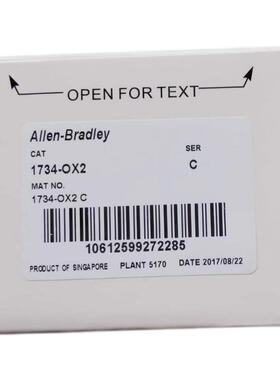 OPEN FOR TEXT
Allen-Bradley
CAT SER
1734-OX2 C
MAT NO.
1734-OX2 C
10612599272285
PRODUCT OF SINGAPORE PLANT 5170 DATE 2017/08/22